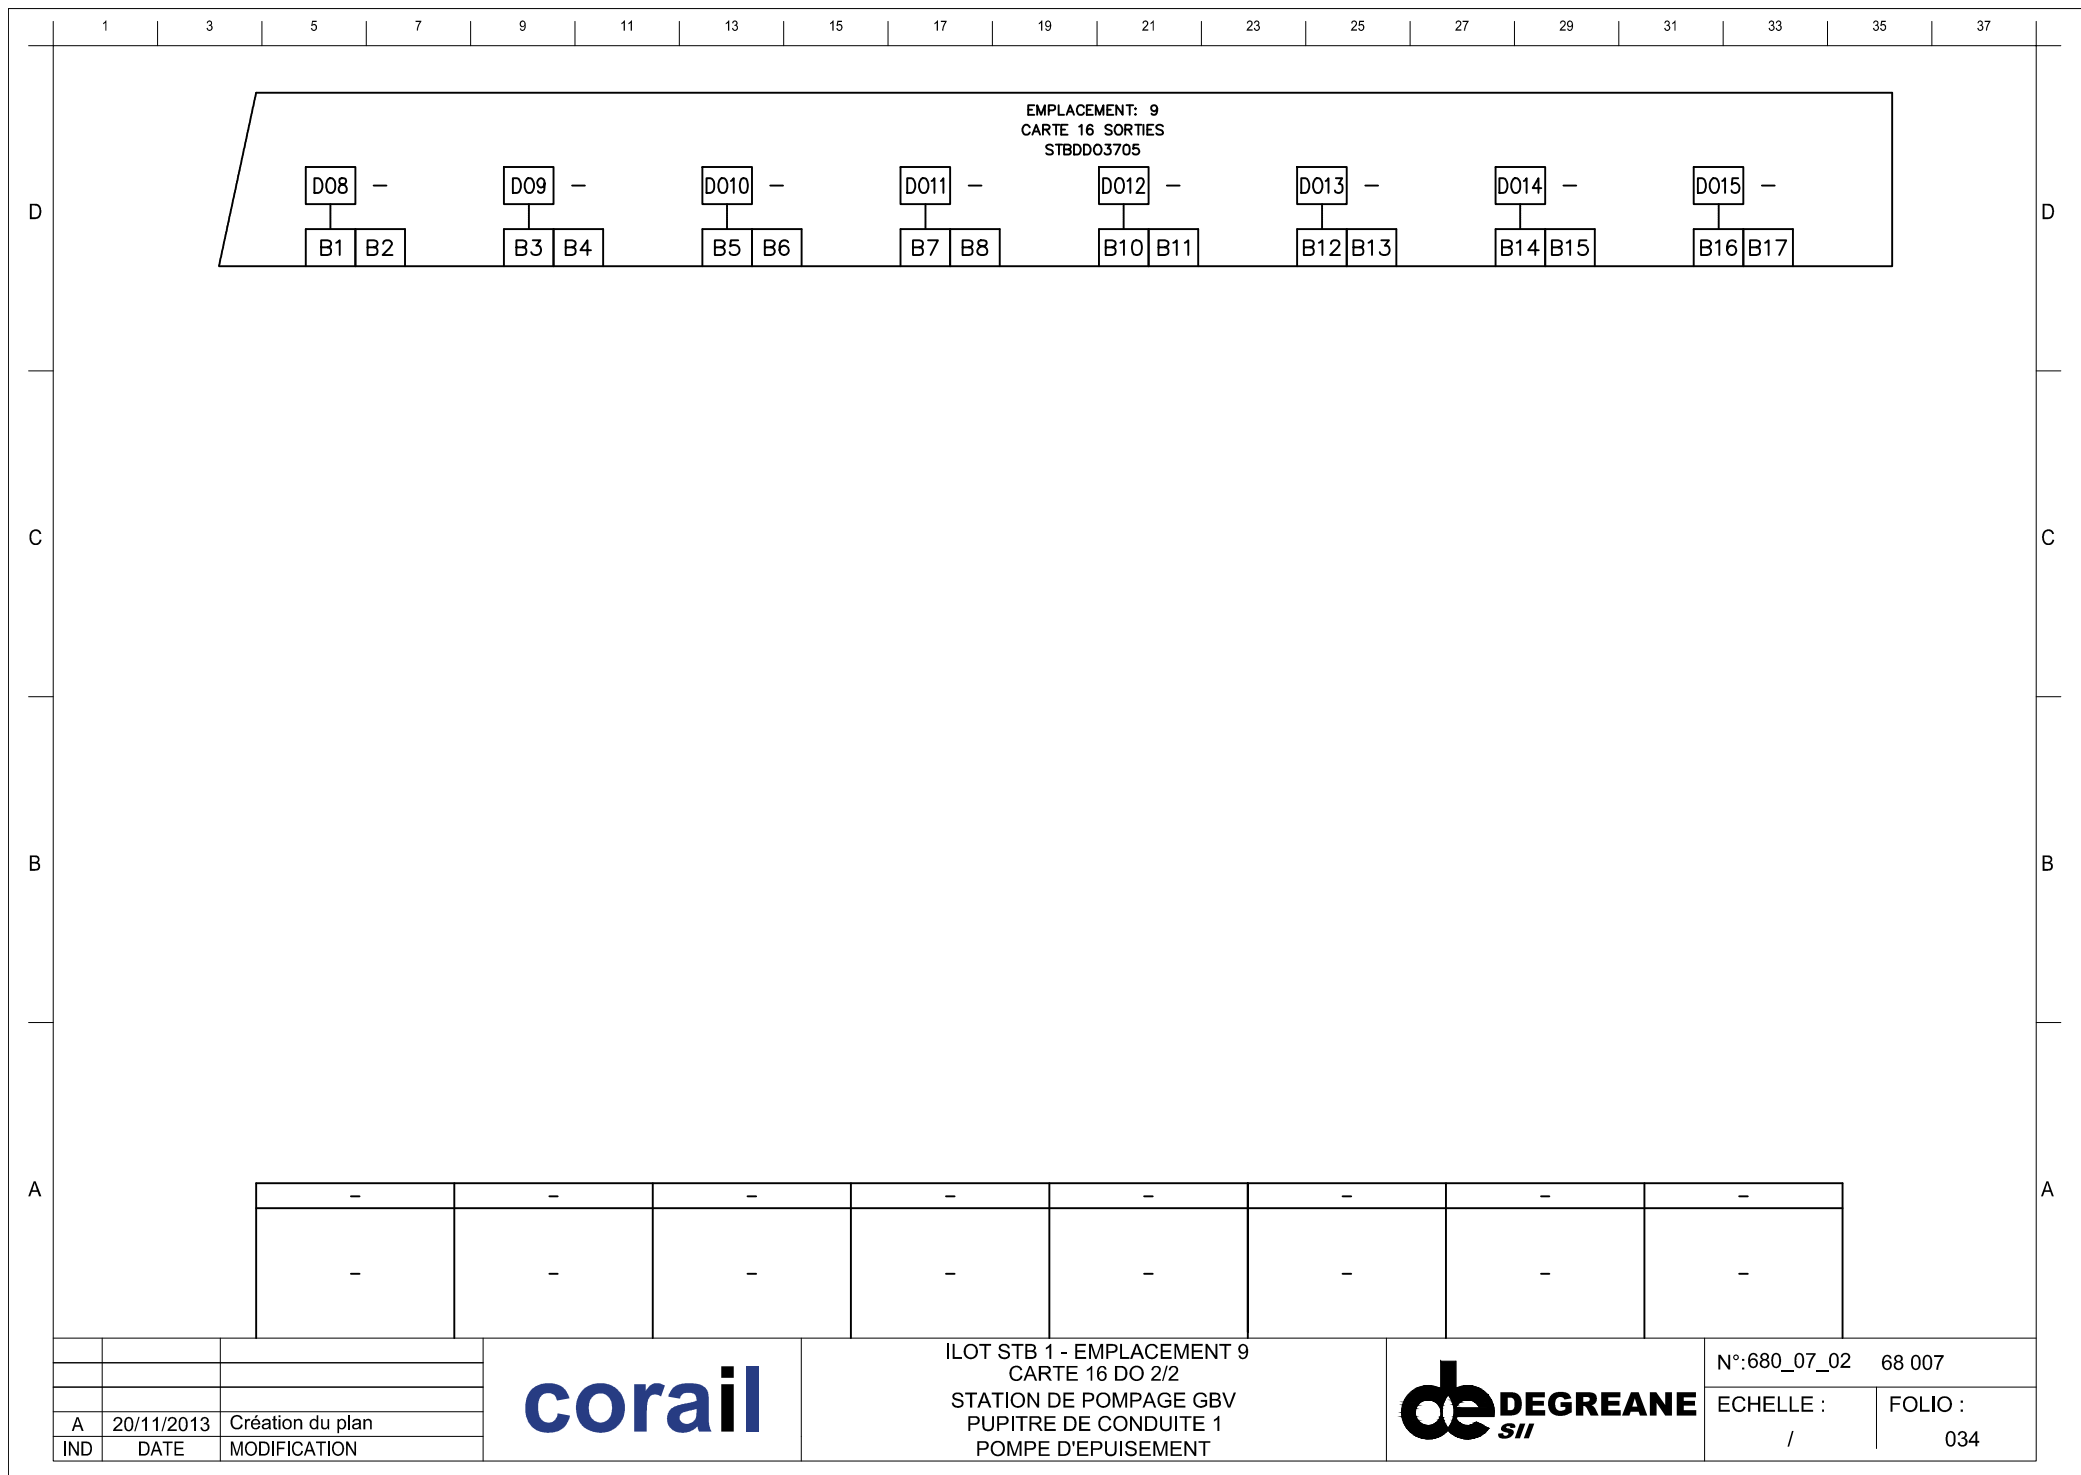 1 3 5 7 9 11 13 15 17 19 21 23 25 27 29 31 33 35 37
EMPLACEMENT: 9
CARTE 16 SORTIES
STBDDO3705
DO8 - DO9 - DO10 - DO11 - DO12 - DO13 - DO14 - DO15 -
D D
B1 B2 B3 B4 B5 B6 B7 B8 B10 B11 B12 B13 B14 B15 B16 B17
C C
B B
A A
- - - - - - - -
- - - - - - - -
A 20/11/2013 Création du plan
IND DATE MODIFICATION
corail
ILOT STB 1 - EMPLACEMENT 9
CARTE 16 DO 2/2
STATION DE POMPAGE GBV
PUPITRE DE CONDUITE 1
POMPE D'EPUISEMENT
de DEGREANE
SII
N°:680_07_02 68 007
ECHELLE : FOLIO :
/ 034